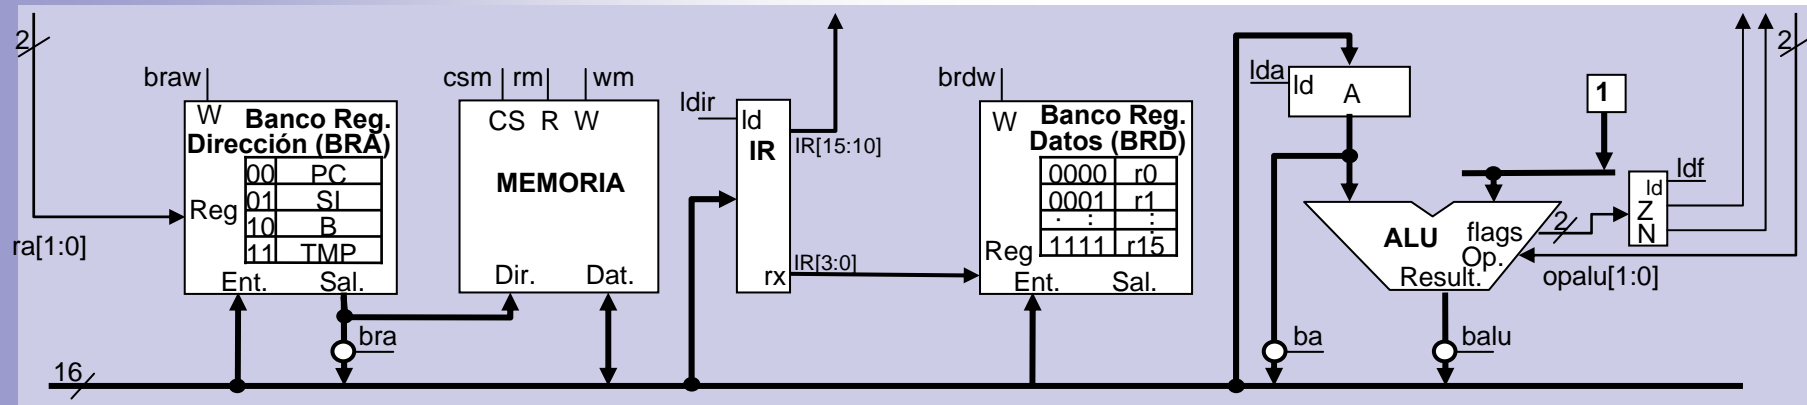 2
ra[1:0]
braw
W
Banco Reg.
Dirección (BRA)
00 PC
01 SI
10 B
11 TMP
Reg
Ent. Sal.
bra
16
csm rm wm
CS R W
MEMORIA
Dir. Dat.
ldir
ld
IR
rx
IR[15:10]
IR[3:0]
brdw
W
Banco Reg.
Datos (BRD)
0000 r0
0001 r1
: : :
1111 r15
Reg
Ent. Sal.
lda
ld
A
1
ALU
flags
Op.
Result.
2
ld
Z
N
ldf
2
opalu[1:0]
ba
balu